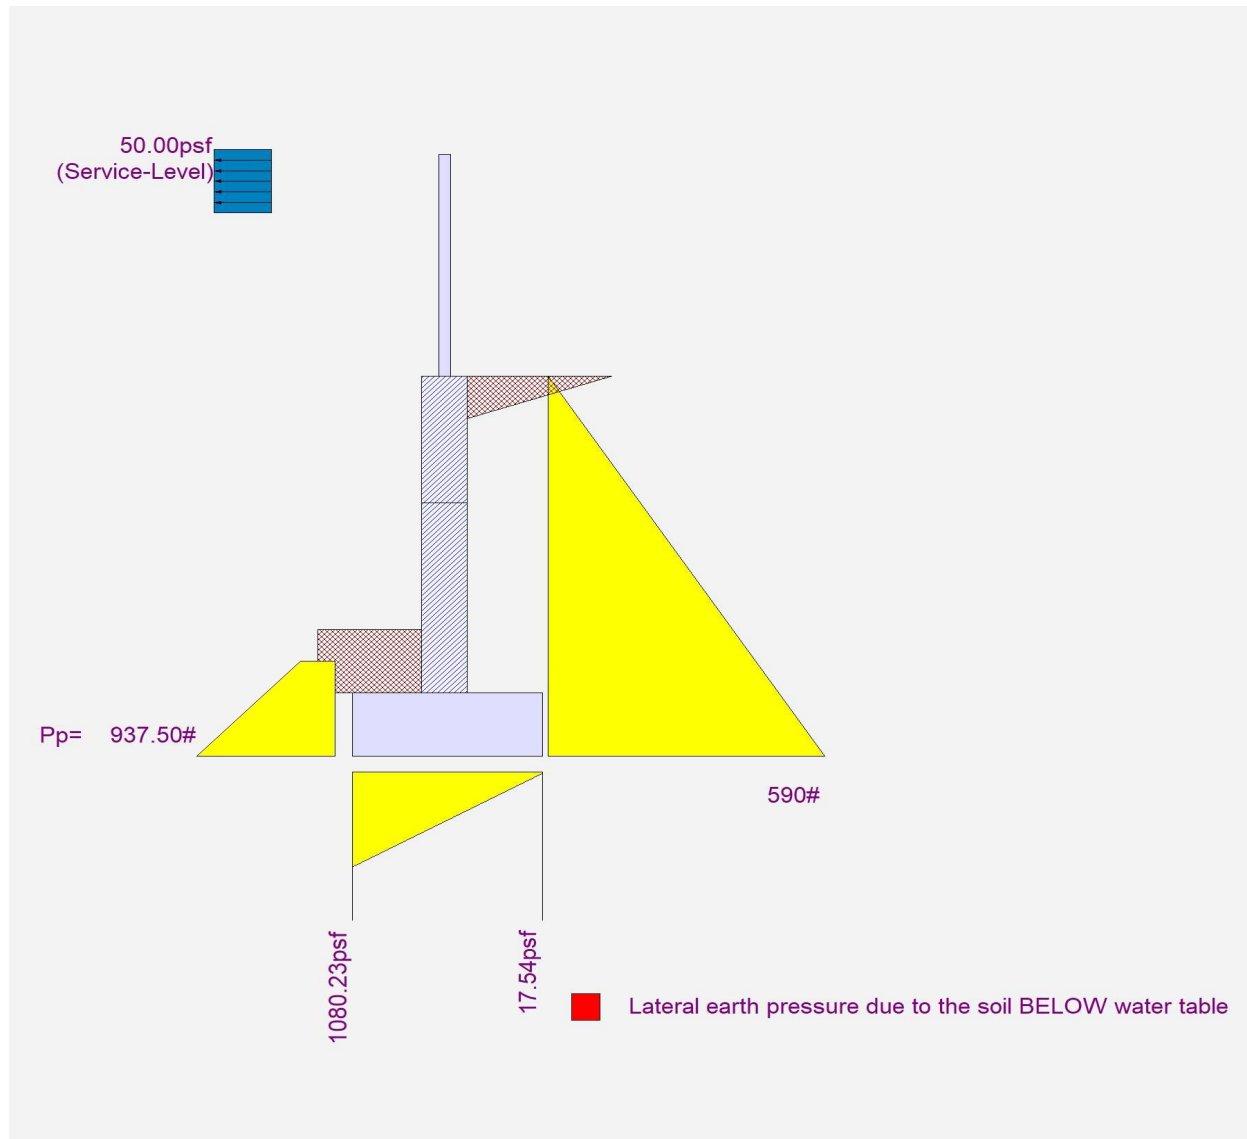 50.00psf
(Service-Level)
Pp= 937.50#
590#
1080.23psf
17.54psf
Lateral earth pressure due to the soil BELOW water table